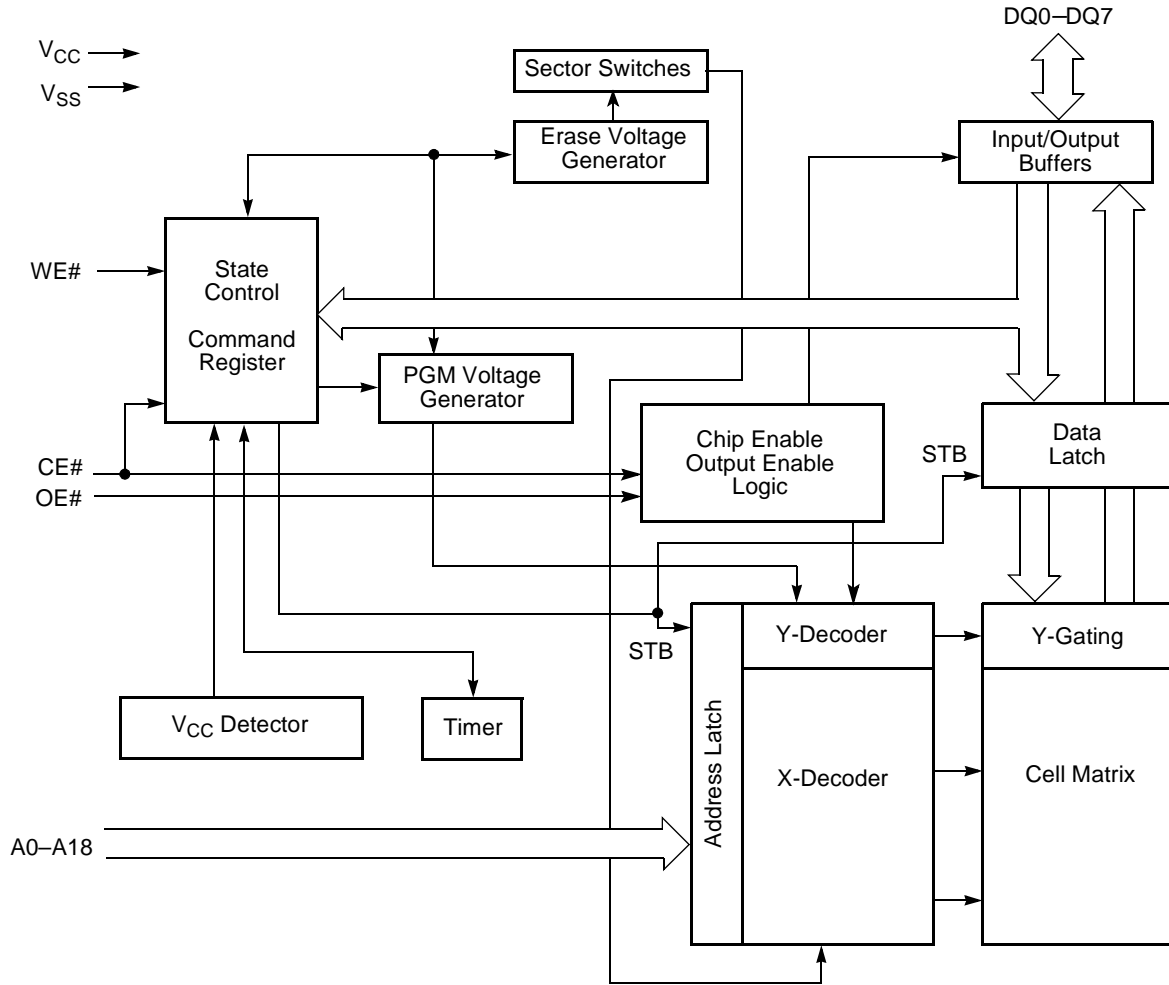 DQ0–DQ7
VCC
VSS
Sector Switches
Erase Voltage
Generator
Input/Output
Buffers
WE#
State
Control
Command
Register
PGM Voltage
Generator
Chip Enable
Output Enable
Logic
Data
Latch
STB
CE#
OE#
STB
Y-Decoder
Y-Gating
VCC Detector
Timer
Address Latch
X-Decoder
Cell Matrix
A0–A18